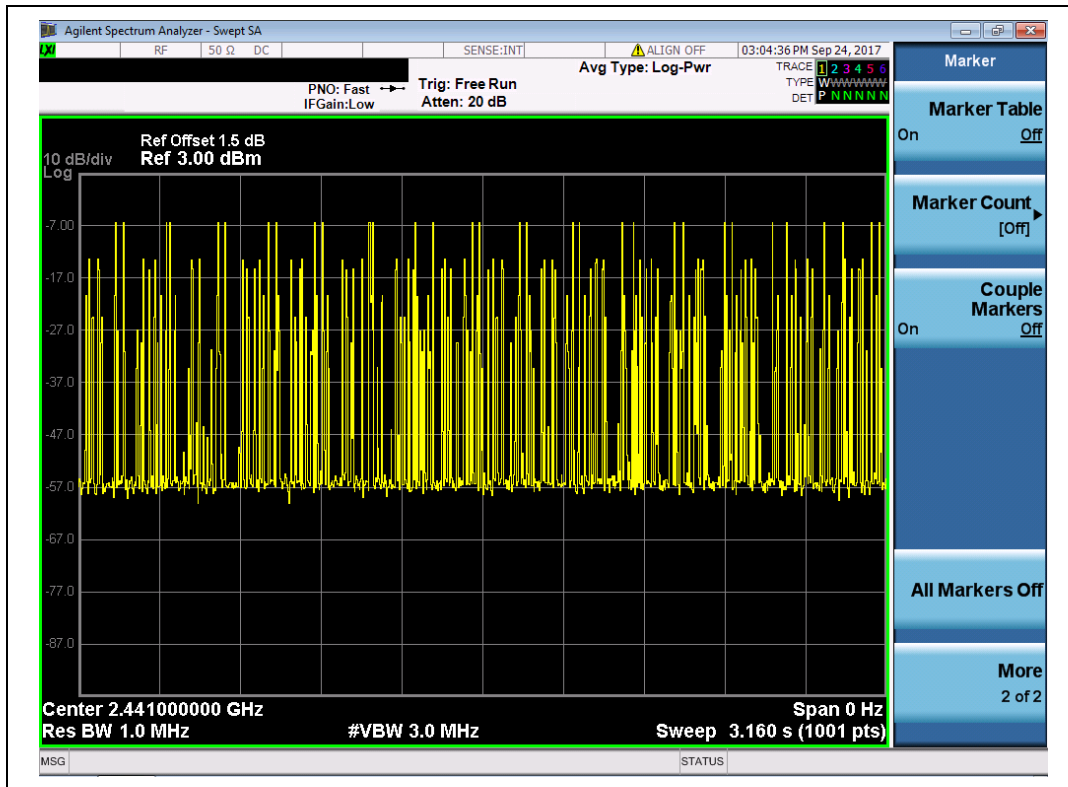 Agilent Spectrum Analyzer - Swept SA
LXI RF 50 Ω DC SENSE:INT ALIGN OFF 03:04:36 PM Sep 24, 2017
PNO: Fast
IFGain:Low
Trig: Free Run
Atten: 20 dB
Avg Type: Log-Pwr
TRACE 1 2 3 4 5 6
TYPE WWWWWW
DET P N N N N N
Ref Offset 1.5 dB
10 dB/div Ref 3.00 dBm
Log
-7.00
-17.0
-27.0
-37.0
-47.0
-57.0
-67.0
-77.0
-87.0
Center 2.441000000 GHz Span 0 Hz
Res BW 1.0 MHz #VBW 3.0 MHz Sweep 3.160 s (1001 pts)
MSG STATUS
Marker
Marker Table
On Off
Marker Count
[Off]
Couple
Markers
On Off
All Markers Off
More
2 of 2